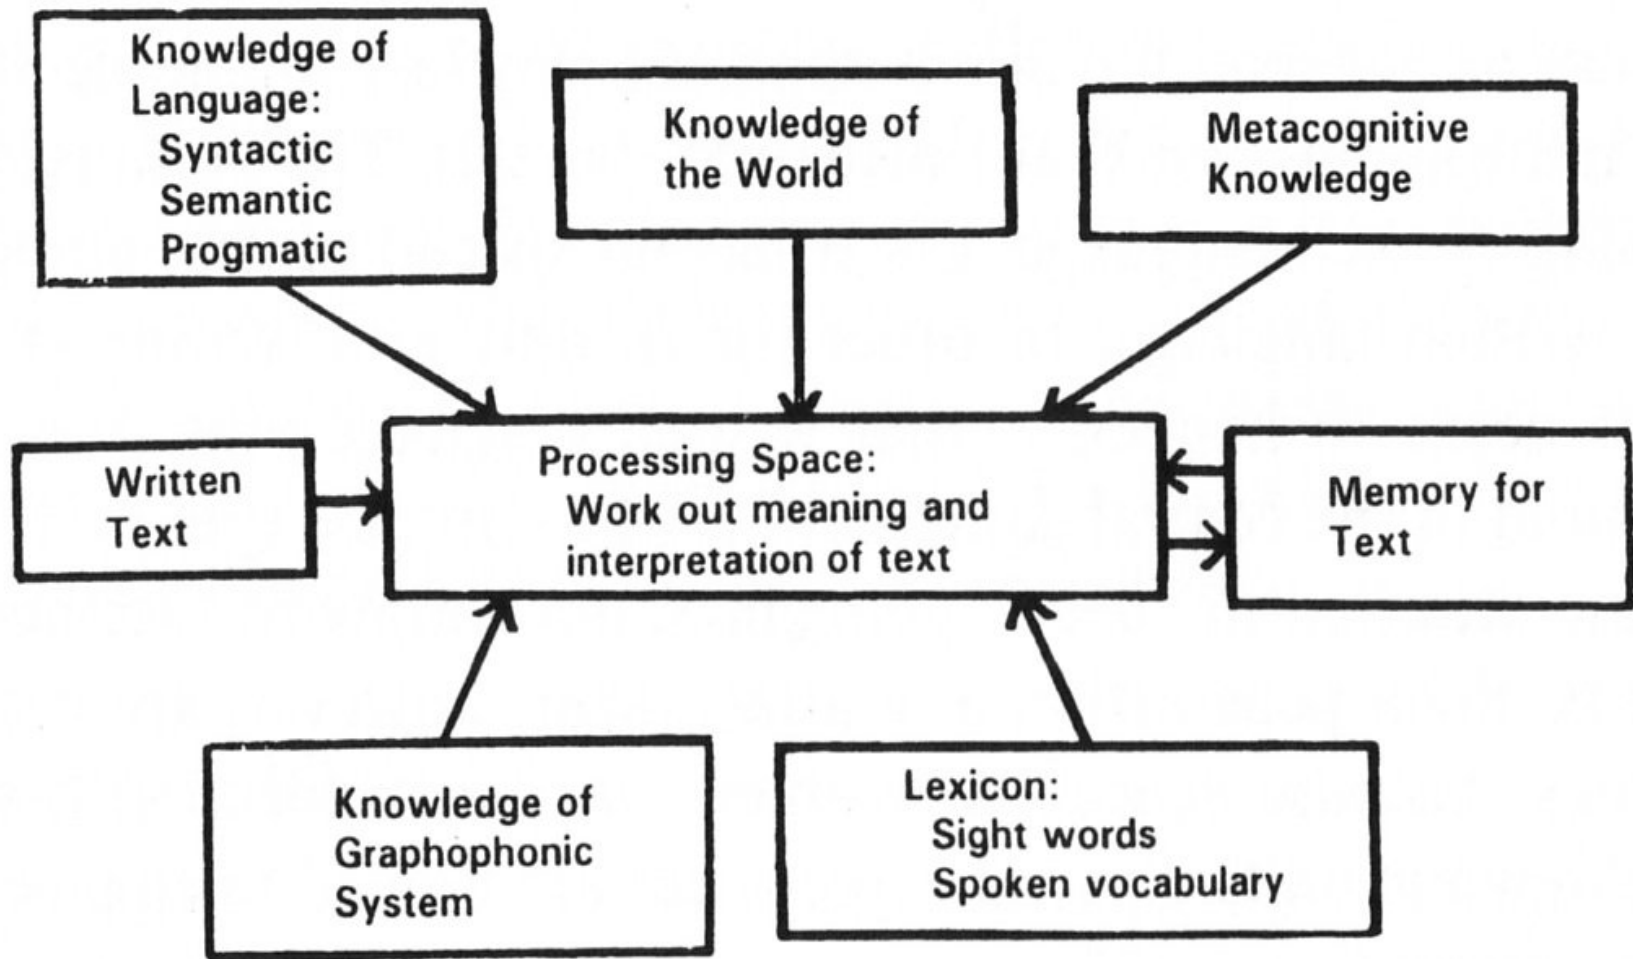 Knowledge of
Language:
Syntactic
Semantic
Progmatic
Knowledge of
the World
Metacognitive
Knowledge
Written
Text
Processing Space:
Work out meaning and
interpretation of text
Memory for
Text
Knowledge of
Graphophonic
System
Lexicon:
Sight words
Spoken vocabulary